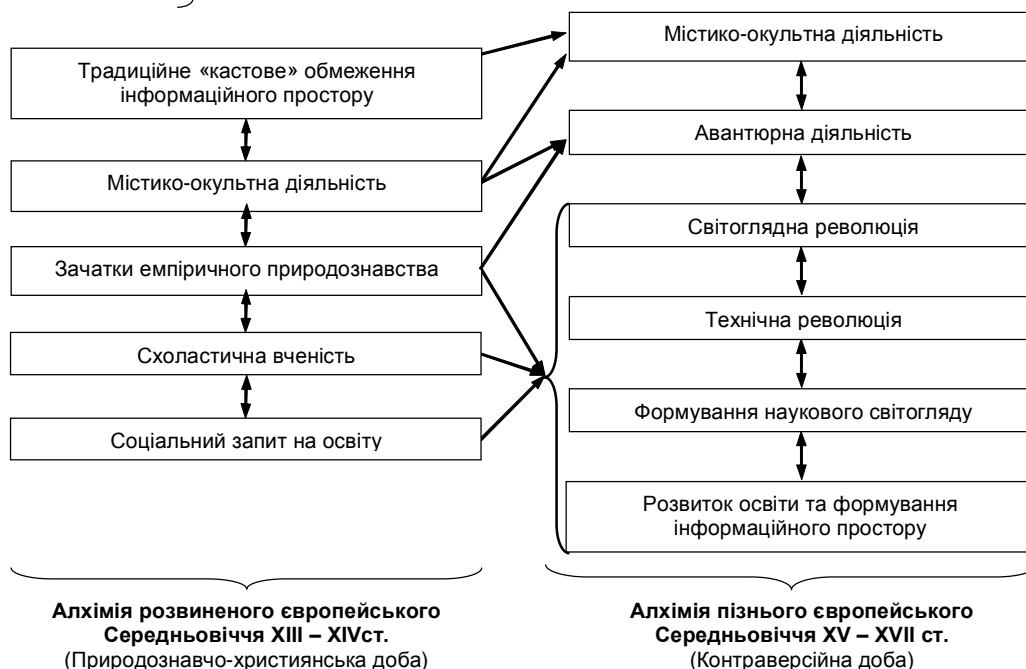 Традиційне «кастове» обмеження
інформаційного простору
Містико-окультна діяльність
Зачатки емпіричного природознавства
Схоластична вченість
Соціальний запит на освіту
Алхімія розвиненого європейського
Середньовіччя XIII – XIVст.
(Природознавчо-християнська доба)
Містико-окультна діяльність
Авантюрна діяльність
Світоглядна революція
Технічна революція
Формування наукового світогляду
Розвиток освіти та формування
інформаційного простору
Алхімія пізнього європейського
Середньовіччя XV – XVII ст.
(Контраверсійна доба)